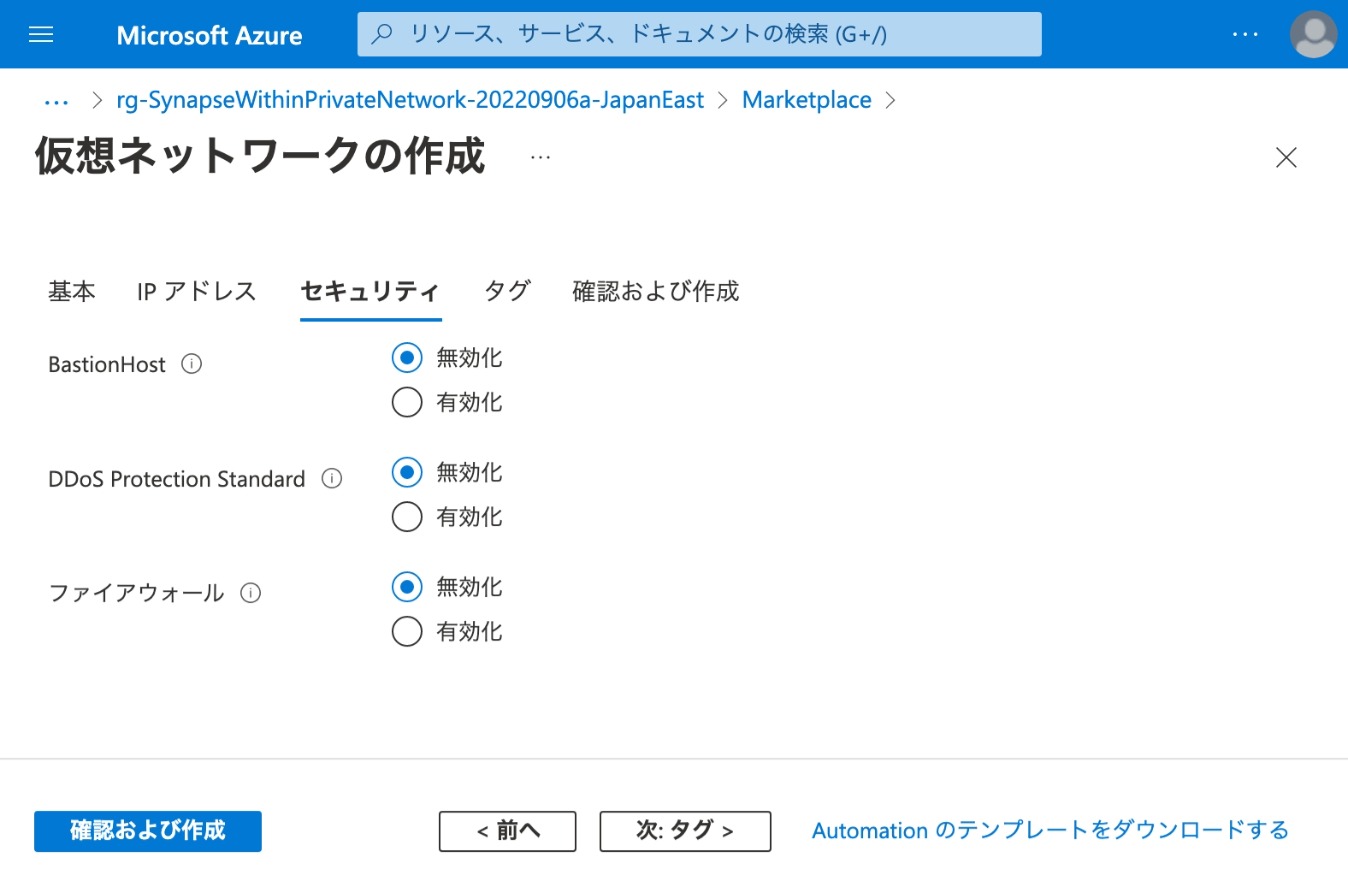 Microsoft Azure
リソース、サービス、ドキュメントの検索 (G+/)
...
... > rg-SynapseWithinPrivateNetwork-20220906a-JapanEast > Marketplace >
仮想ネットワークの作成 ...
基本 IP アドレス セキュリティ タグ 確認および作成
BastionHost
無効化
有効化
DDoS Protection Standard
無効化
有効化
ファイアウォール
無効化
有効化
確認および作成
< 前へ
次: タグ >
Automation のテンプレートをダウンロードする